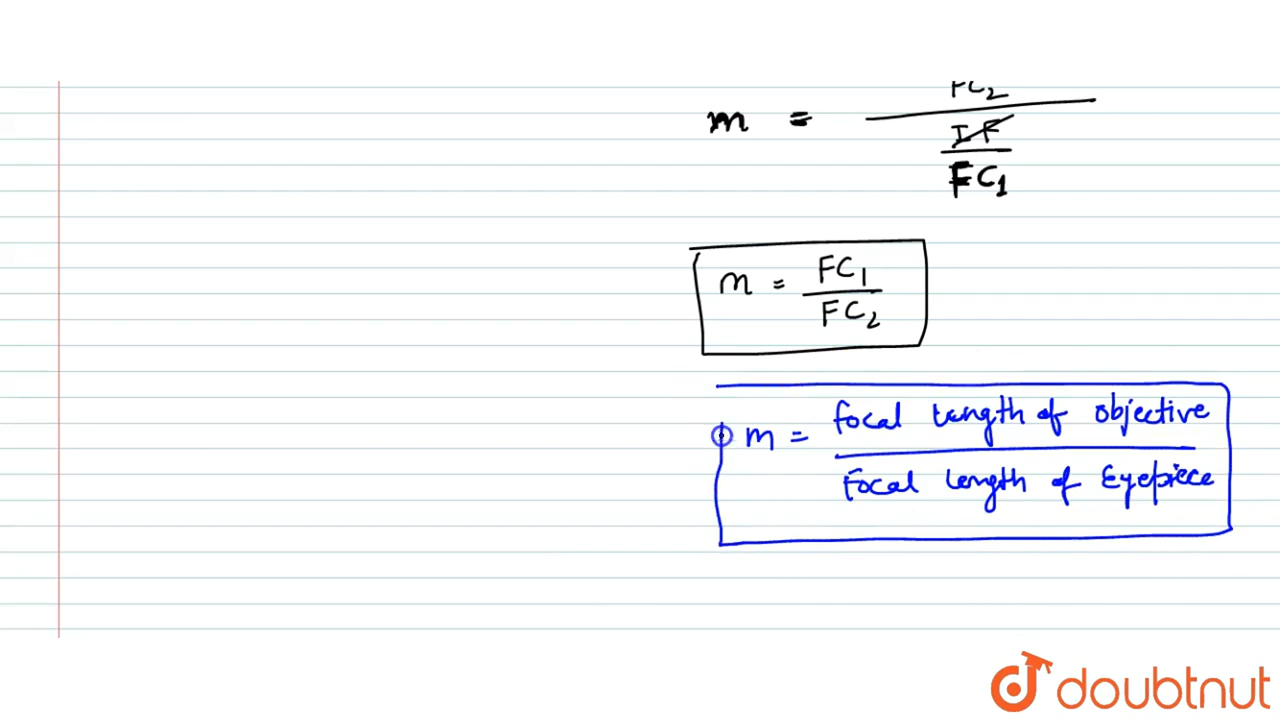 FC₂
m =
IF
FC₁
m = FC₁
FC₂
m = focal length of objective
Focal length of Eyepiece
doubtnut